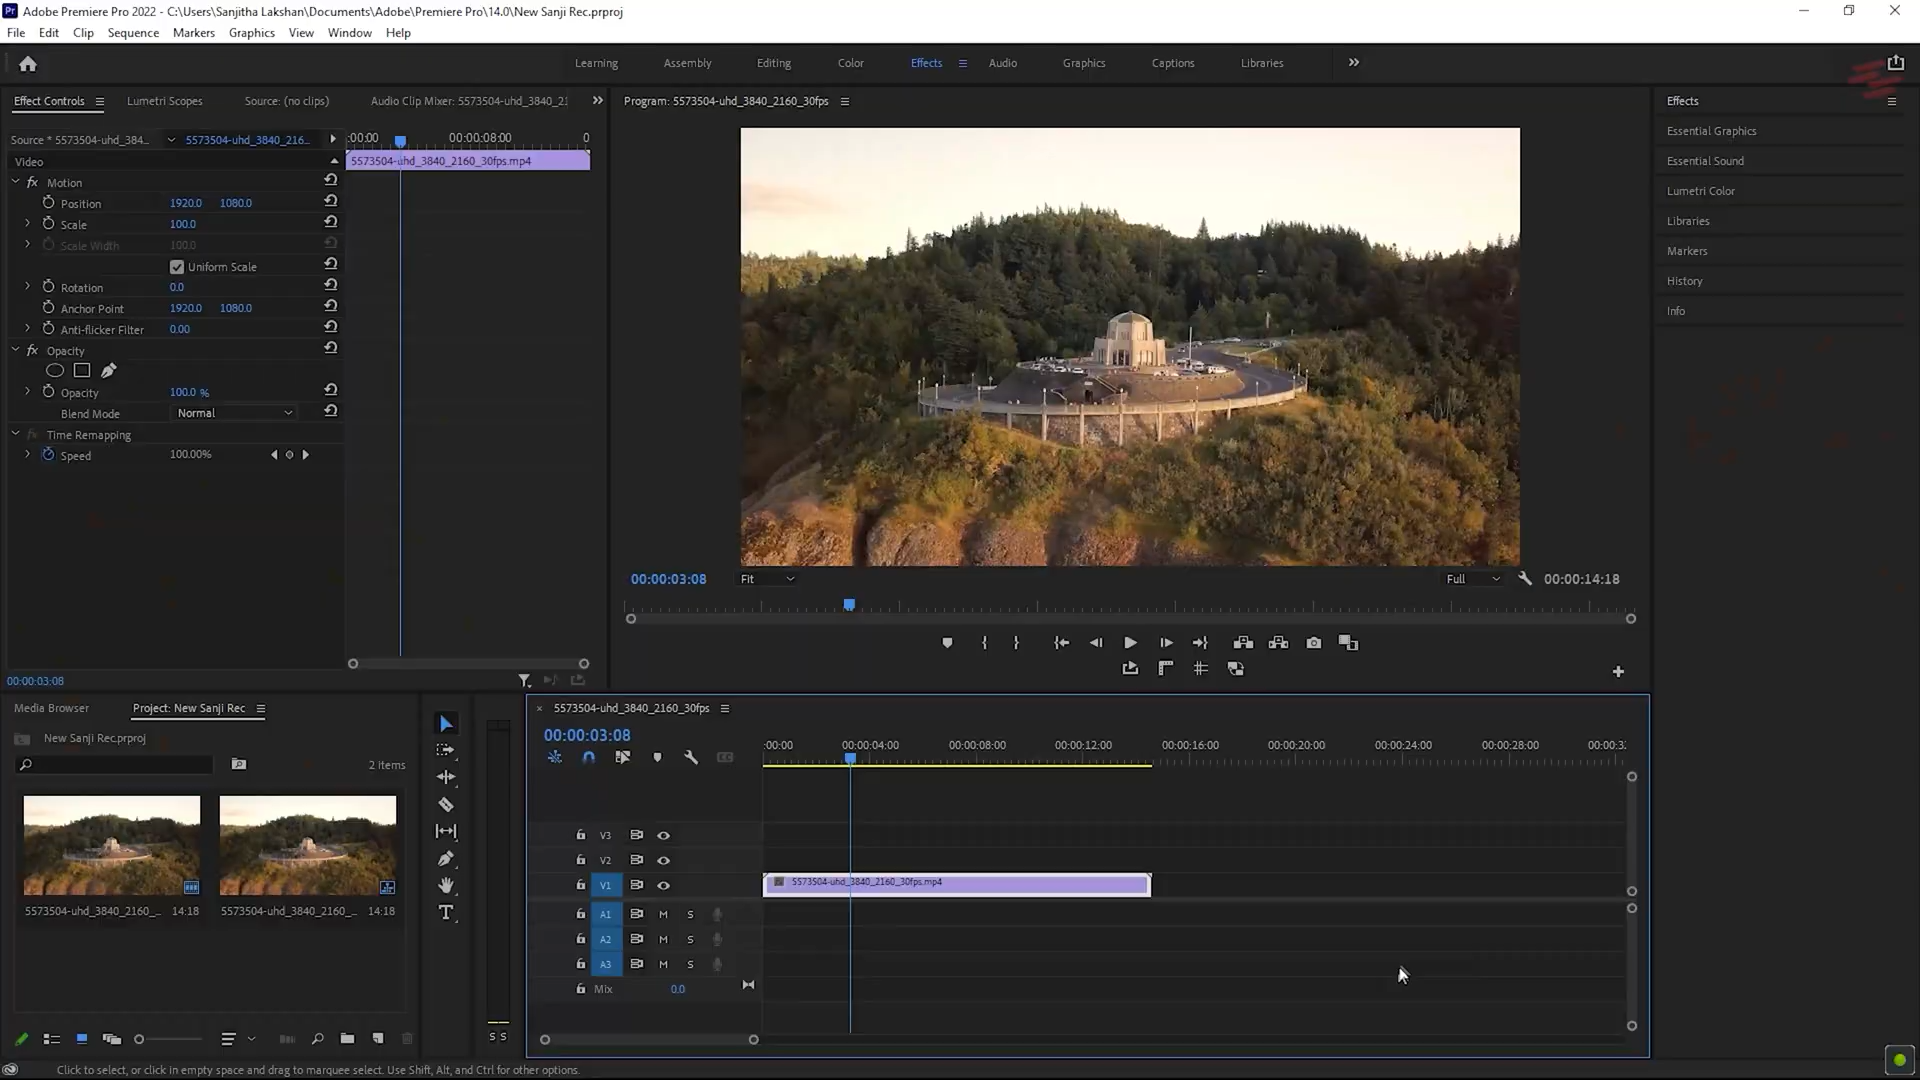 Adobe Premiere Pro 2022 - C:\Users\Sanjitha Lakshan\Documents\Adobe\Premiere Pro\14.0\New Sanji Rec.prproj
File Edit Clip Sequence Markers Graphics View Window Help
Learning Assembly Editing Color Effects Audio Graphics Captions Libraries
Effect Controls Lumetri Scopes Source: (no clips) Audio Clip Mixer: 5573504-uhd_3840_21
Program: 5573504-uhd_3840_2160_30fps
Effects
Essential Graphics
Essential Sound
Lumetri Color
Libraries
Markers
History
Info
Source * 5573504-uhd_384... 5573504-uhd_3840_216... :00:00 00:00:08:00 0
Video 5573504-uhd_3840_2160_30fps.mp4
fx Motion
Position 1920.0 1080.0
Scale 100.0
Scale Width 100.0
Uniform Scale
Rotation 0.0
Anchor Point 1920.0 1080.0
Anti-flicker Filter 0.00
fx Opacity
Opacity 100.0 %
Blend Mode Normal
fx Time Remapping
Speed 100.00%
00:00:03:08
00:00:03:08 Fit Full 00:00:14:18
Media Browser Project: New Sanji Rec
New Sanji Rec.prproj
2 Items
5573504-uhd_3840_2160_... 14:18 5573504-uhd_3840_2160_... 14:18
S S
× 5573504-uhd_3840_2160_30fps
00:00:03:08
:00:00 00:00:04:00 00:00:08:00 00:00:12:00 00:00:16:00 00:00:20:00 00:00:24:00 00:00:28:00 00:00:32
V3
V2
V1 5573504-uhd_3840_2160_30fps.mp4
A1 M S
A2 M S
A3 M S
Mix 0.0
Click to select, or click in empty space and drag to marquee select. Use Shift, Alt, and Ctrl for other options.